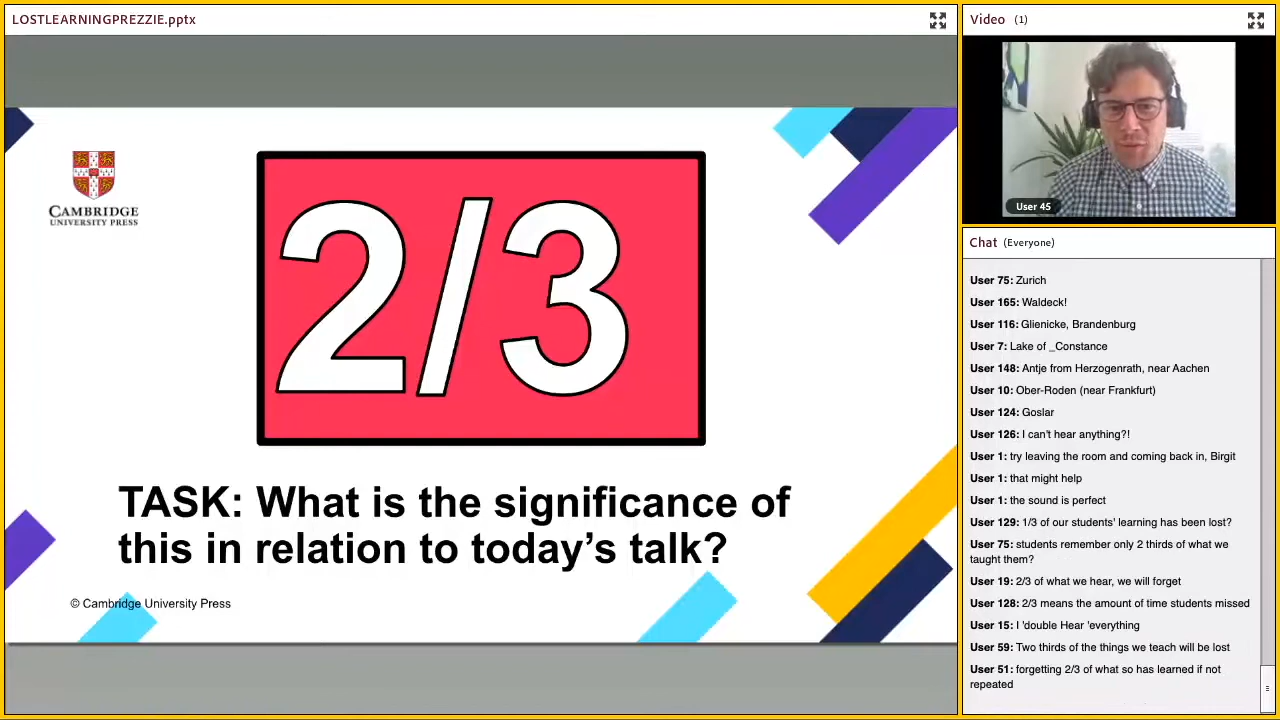 LOSTLEARNINGPREZZIE.pptx
CAMBRIDGE
UNIVERSITY PRESS
2/3
TASK: What is the significance of
this in relation to today's talk?
© Cambridge University Press
Video (1)
User 45
Chat (Everyone)
User 75: Zurich
User 165: Waldeck!
User 116: Glienicke, Brandenburg
User 7: Lake of _Constance
User 148: Antje from Herzogenrath, near Aachen
User 10: Ober-Roden (near Frankfurt)
User 124: Goslar
User 126: I can't hear anything?!
User 1: try leaving the room and coming back in, Birgit
User 1: that might help
User 1: the sound is perfect
User 129: 1/3 of our students' learning has been lost?
User 75: students remember only 2 thirds of what we
taught them?
User 19: 2/3 of what we hear, we will forget
User 128: 2/3 means the amount of time students missed
User 15: I 'double Hear 'everything
User 59: Two thirds of the things we teach will be lost
User 51: forgetting 2/3 of what so has learned if not
repeated